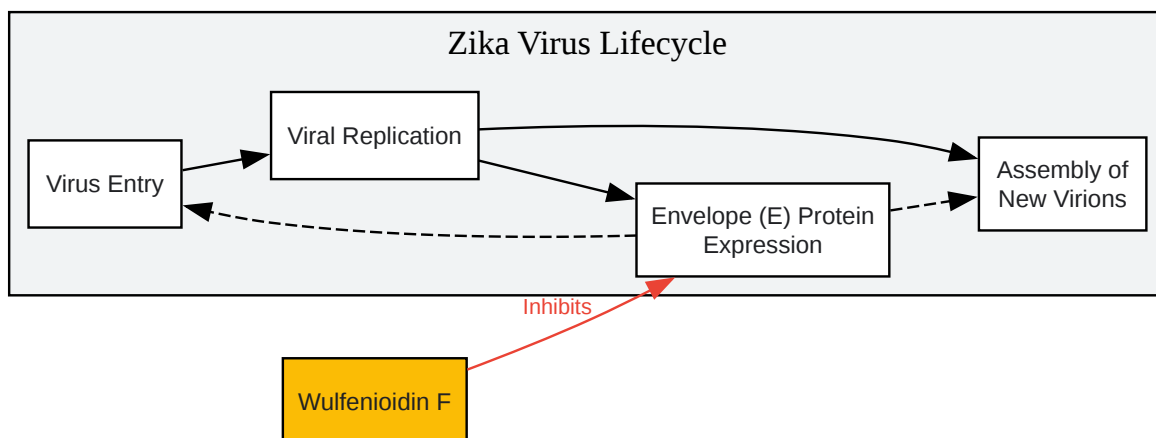 Zika Virus Lifecycle
Viral Replication
Virus Entry
Assembly of
New Virions
Envelope (E) Protein
Expression
Inhibits
Wulfenioidin F